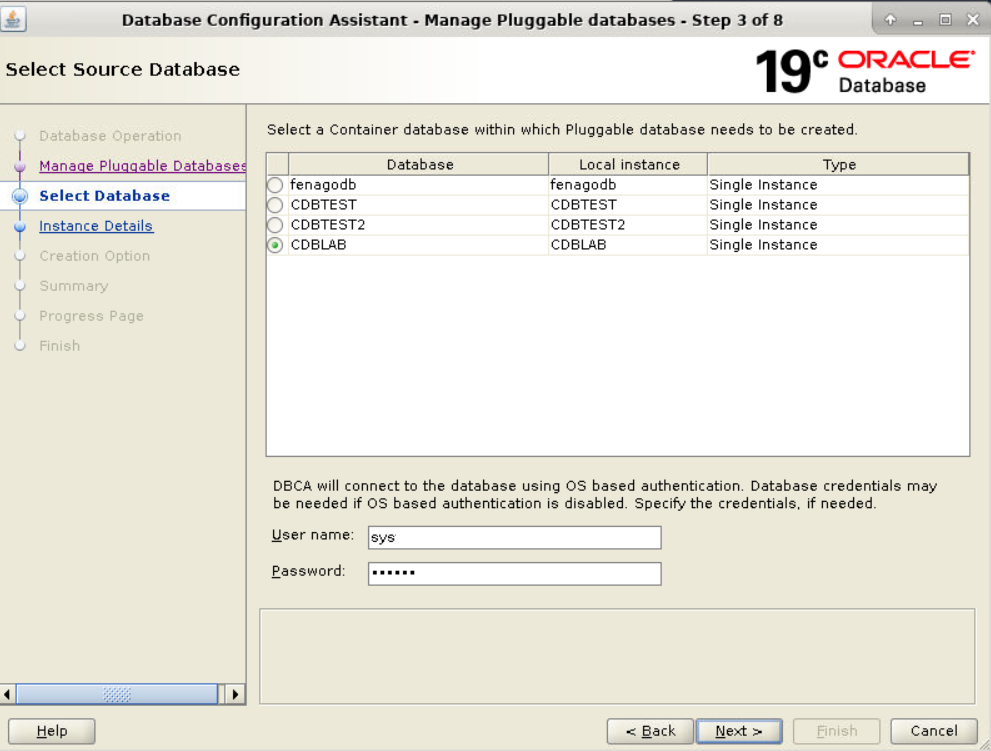 Database Configuration Assistant - Manage Pluggable databases - Step 3 of 8
Select Source Database
19c ORACLE
Database
Database Operation
Manage Pluggable Databases
Select Database
Instance Details
Creation Option
Summary
Progress Page
Finish
Select a Container database within which Pluggable database needs to be created.
Database Local instance Type
fenagodb fenagodb Single Instance
CDBTEST CDBTEST Single Instance
CDBTEST2 CDBTEST2 Single Instance
CDBLAB CDBLAB Single Instance
DBCA will connect to the database using OS based authentication. Database credentials may
be needed if OS based authentication is disabled. Specify the credentials, if needed.
User name: sys
Password: ••••••
Help < Back Next > Finish Cancel